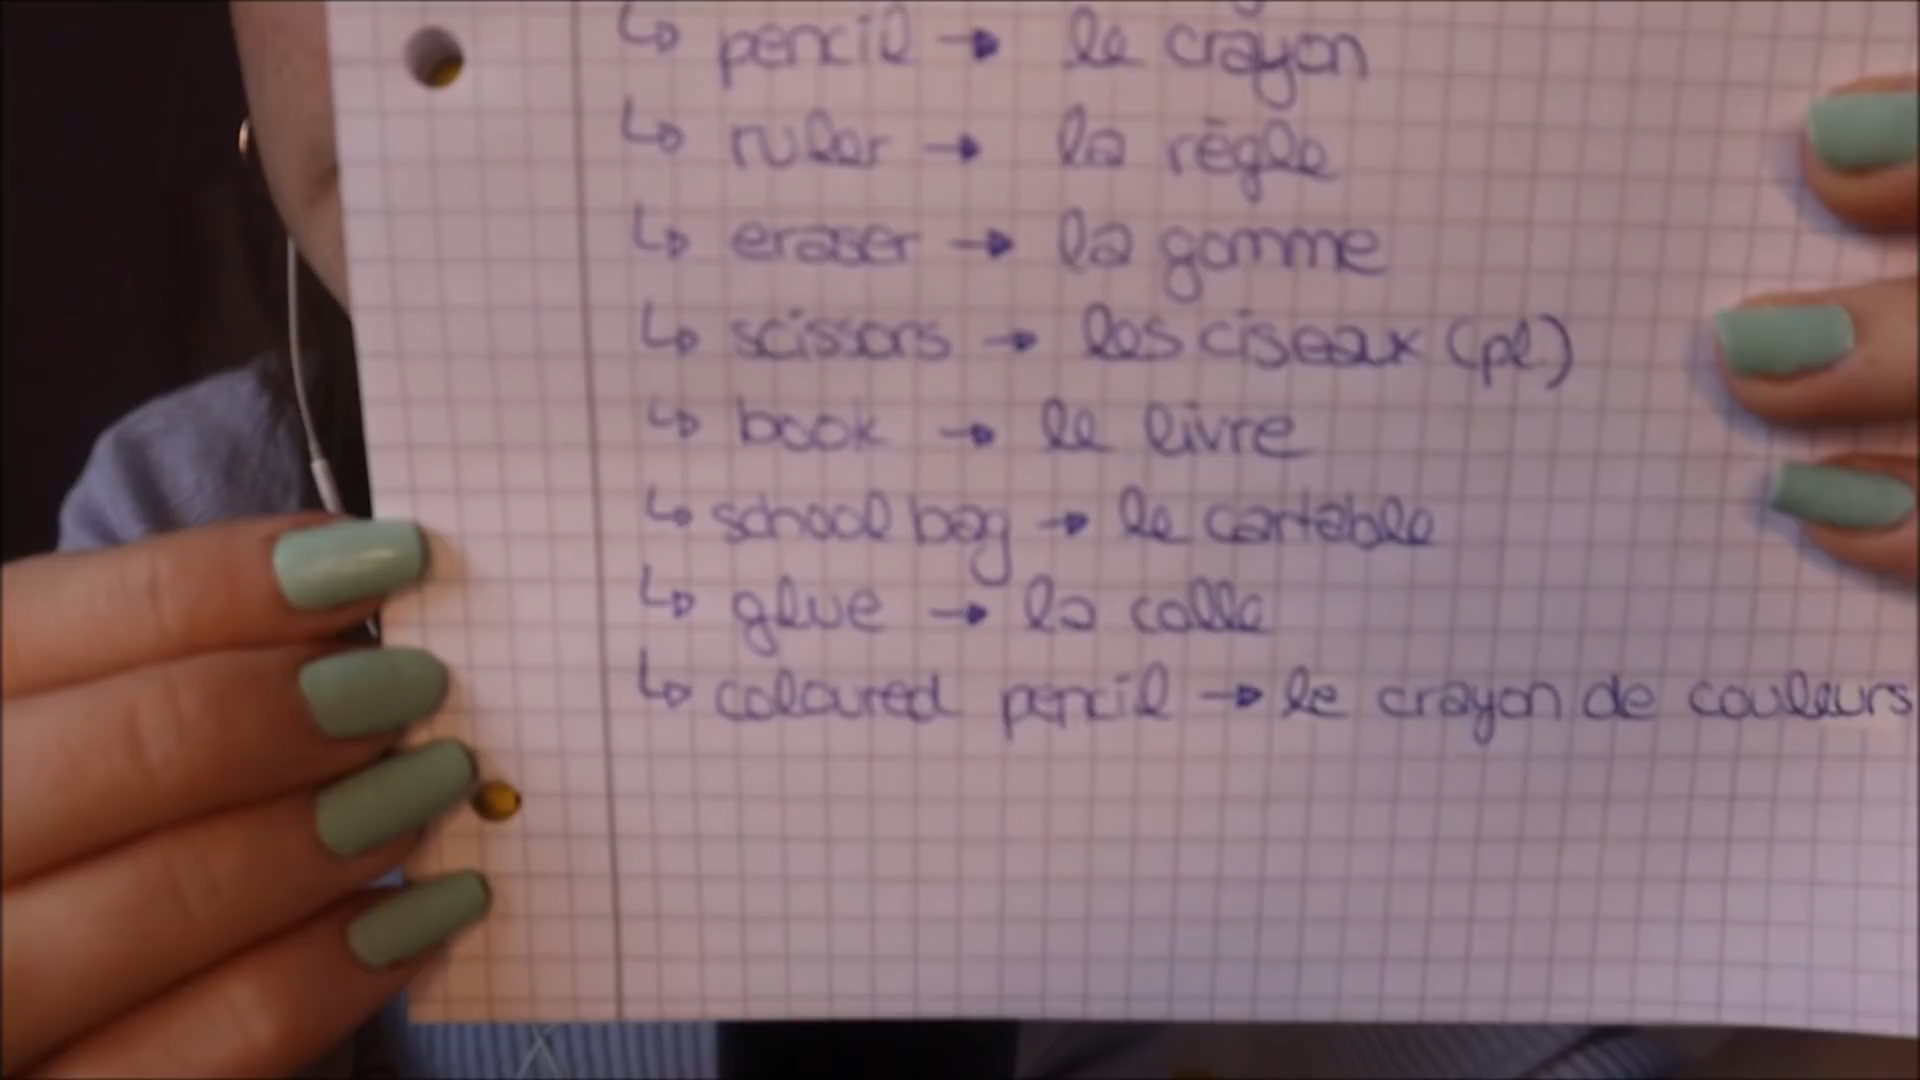 ↳ pencil → le crayon
↳ ruler → la règle
↳ eraser → la gomme
↳ scissors → les ciseaux (pl)
↳ book → le livre
↳ school bag → le cartable
↳ glue → la colle
↳ coloured pencil → le crayon de couleurs